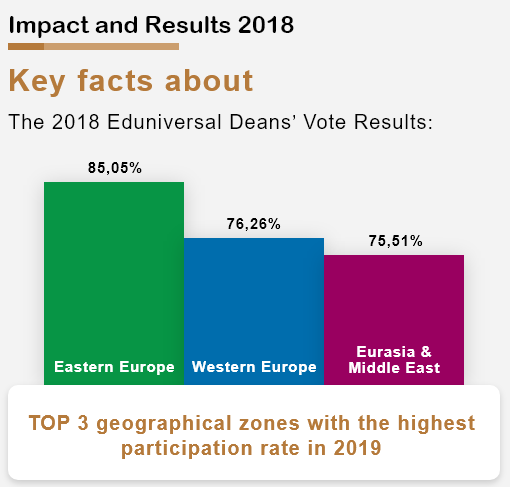 Impact and Results 2018
Key facts about
The 2018 Eduniversal Deans’ Vote Results:
85,05%
76,26%
75,51%
Eastern Europe
Western Europe
Eurasia &
Middle East
TOP 3 geographical zones with the highest
participation rate in 2019